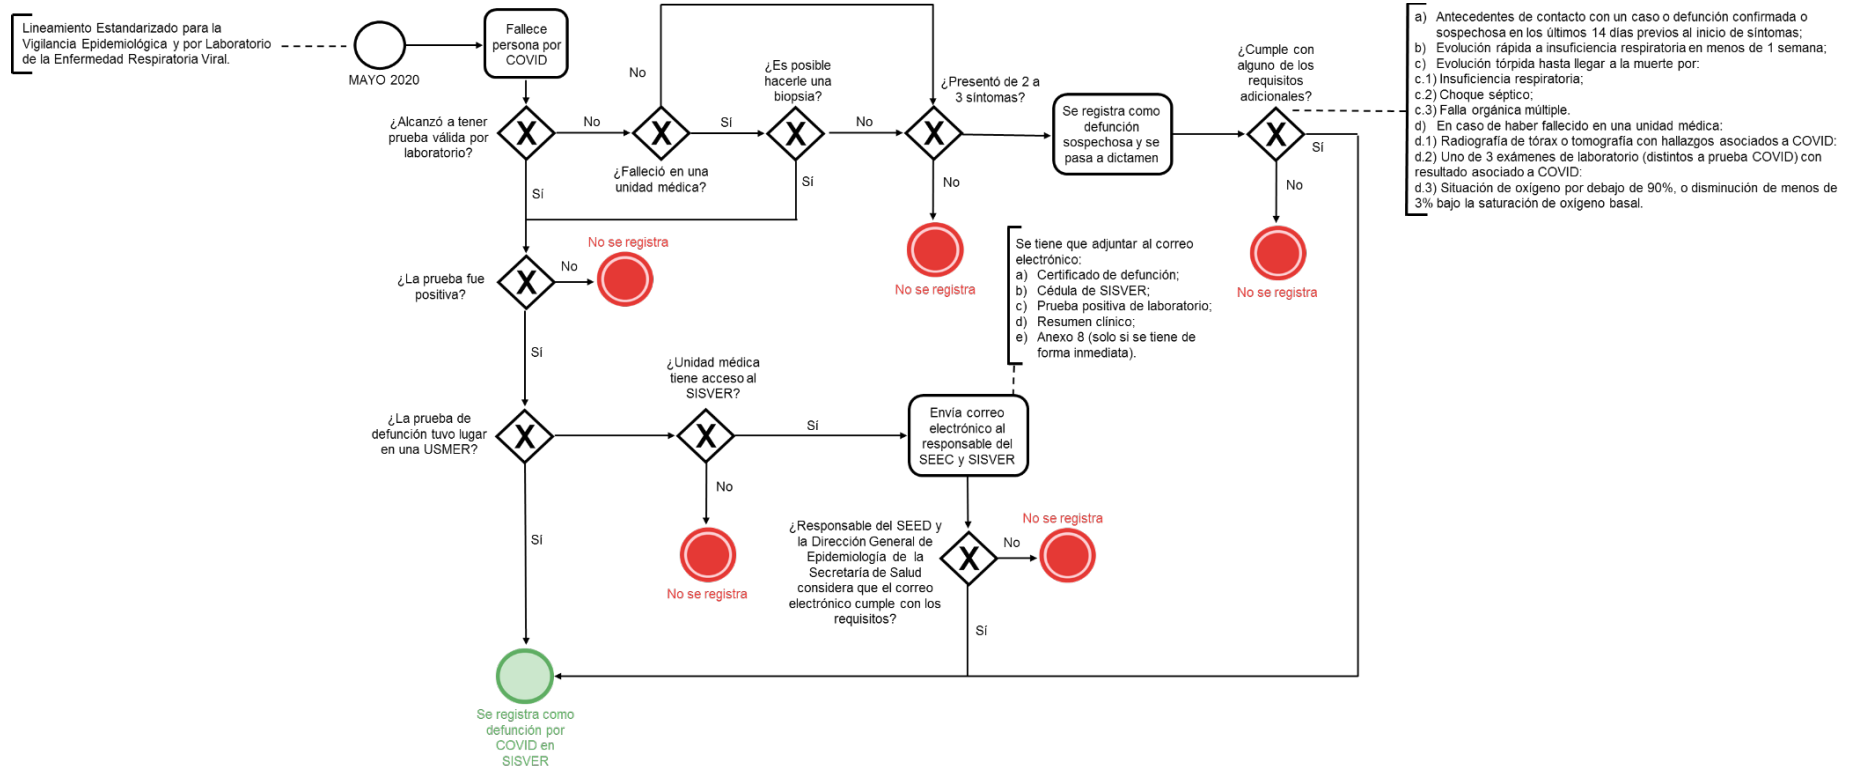 Lineamiento Estandarizado para la
Vigilancia Epidemiológica y por Laboratorio
de la Enfermedad Respiratoria Viral.
MAYO 2020
Fallece
persona por
COVID
¿Alcanzó a tener
prueba válida por
laboratorio?
X
No
Sí
¿Falleció en una
unidad médica?
X
No
Sí
¿Es posible
hacerle una
biopsia?
X
No
Sí
¿Presentó de 2 a
3 síntomas?
X
No
No se registra
Se registra como
defunción
sospechosa y se
pasa a dictamen
¿Cumple con
alguno de los
requisitos
adicionales?
X
Sí
No
No se registra
a) Antecedentes de contacto con un caso o defunción confirmada o
sospechosa en los últimos 14 días previos al inicio de síntomas;
b) Evolución rápida a insuficiencia respiratoria en menos de 1 semana;
c) Evolución tórpida hasta llegar a la muerte por:
c.1) Insuficiencia respiratoria;
c.2) Choque séptico;
c.3) Falla orgánica múltiple.
d) En caso de haber fallecido en una unidad médica:
d.1) Radiografía de tórax o tomografía con hallazgos asociados a COVID:
d.2) Uno de 3 exámenes de laboratorio (distintos a prueba COVID) con
resultado asociado a COVID:
d.3) Situación de oxígeno por debajo de 90%, o disminución de menos de
3% bajo la saturación de oxígeno basal.
¿La prueba fue
positiva?
X
No
No se registra
Sí
¿La prueba de
defunción tuvo lugar
en una USMER?
X
Sí
¿Unidad médica
tiene acceso al
SISVER?
X
Sí
No
No se registra
Envía correo
electrónico al
responsable del
SEEC y SISVER
Se tiene que adjuntar al correo
electrónico:
a) Certificado de defunción;
b) Cédula de SISVER;
c) Prueba positiva de laboratorio;
d) Resumen clínico;
e) Anexo 8 (solo si se tiene de
forma inmediata).
¿Responsable del SEED y
la Dirección General de
Epidemiología de la
Secretaría de Salud
considera que el correo
electrónico cumple con los
requisitos?
X
No
No se registra
Sí
Se registra como
defunción por
COVID en
SISVER